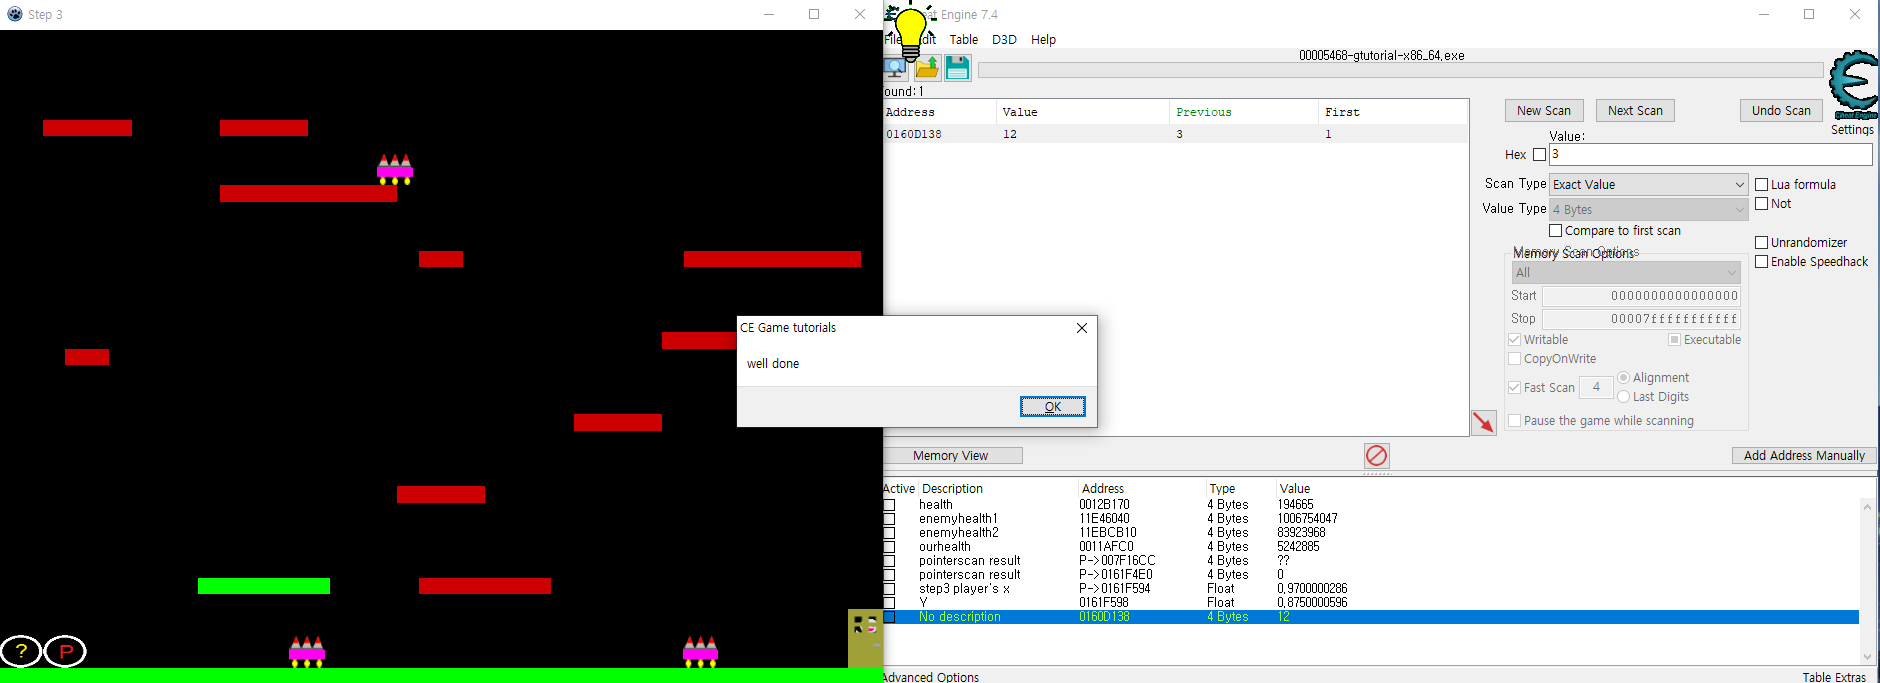 Step 3
Cheat Engine 7.4
File Edit Table D3D Help
00005468-gtutorial-x86_64.exe
Found: 1
Address Value Previous First
0160D138 12 3 1
New Scan Next Scan Undo Scan
Cheat Engine
Settings
Value:
Hex 3
Scan Type Exact Value
Lua formula
Value Type 4 Bytes
Not
Compare to first scan
Memory Scan Options
All
Unrandomizer
Enable Speedhack
Start 0000000000000000
Stop 00007fffffffffff
Writable Executable
CopyOnWrite
Fast Scan 4 Alignment
Last Digits
Pause the game while scanning
CE Game tutorials
well done
OK
Memory View
Add Address Manually
Active Description Address Type Value
health 0012B170 4 Bytes 194665
enemyhealth1 11E46040 4 Bytes 1006754047
enemyhealth2 11EBCB10 4 Bytes 83923968
ourhealth 0011AFC0 4 Bytes 5242885
pointerscan result P->007F16CC 4 Bytes ??
pointerscan result P->0161F4E0 4 Bytes 0
step3 player's x P->0161F594 Float 0,9700000286
Y 0161F598 Float 0,8750000596
No description 0160D138 4 Bytes 12
? P
Advanced Options
Table Extras